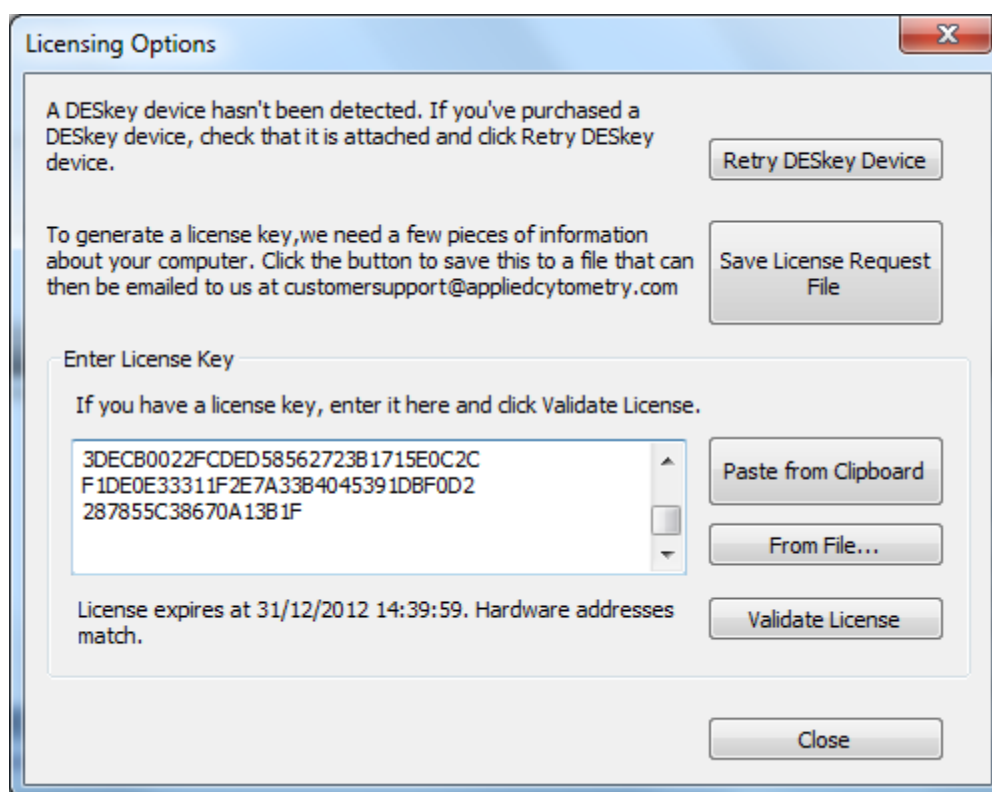 Licensing Options
A DESkey device hasn't been detected. If you've purchased a
DESkey device, check that it is attached and click Retry DESkey
device.
Retry DESkey Device
To generate a license key,we need a few pieces of information
about your computer. Click the button to save this to a file that can
then be emailed to us at customersupport@appliedcytometry.com
Save License Request
File
Enter License Key
If you have a license key, enter it here and click Validate License.
3DECB0022FCDED58562723B1715E0C2C
F1DE0E33311F2E7A33B4045391DBF0D2
287855C38670A13B1F
Paste from Clipboard
From File...
License expires at 31/12/2012 14:39:59. Hardware addresses
match.
Validate License
Close